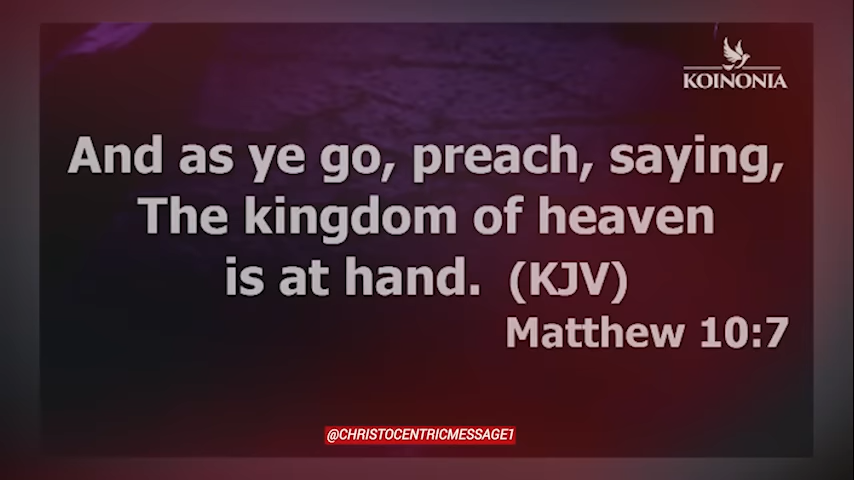 KOINONIA
And as ye go, preach, saying,
The kingdom of heaven
is at hand. (KJV)
Matthew 10:7
@CHRISTOCENTRICMESSAGE1